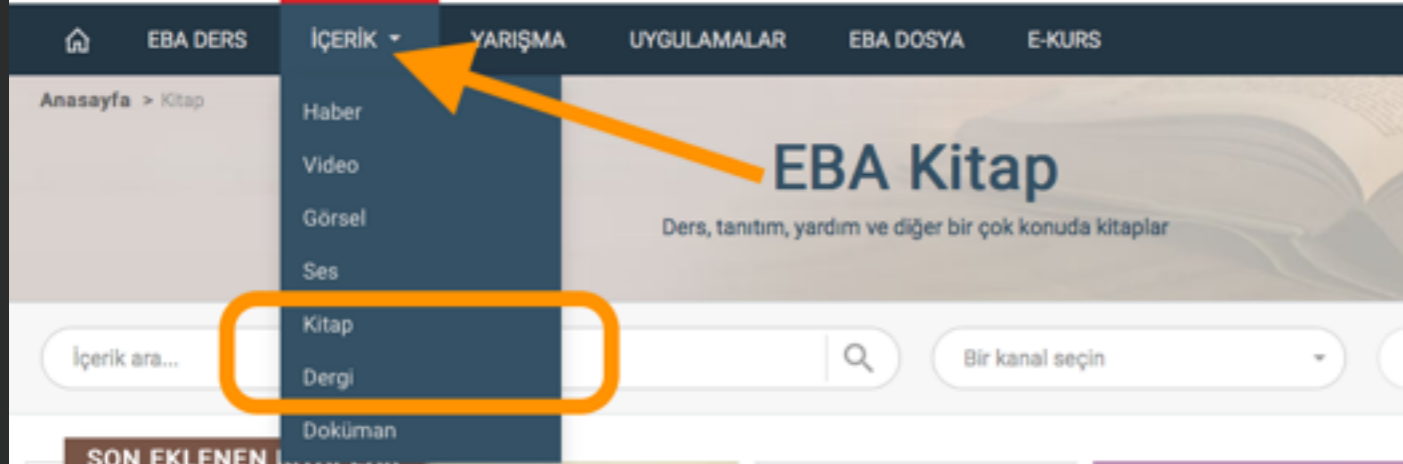 EBA DERS İÇERİK YARIŞMA UYGULAMALAR EBA DOSYA E-KURS
Anasayfa > Kitap
Haber
Video
Görsel
Ses
Kitap
Dergi
Doküman
EBA Kitap
Ders, tanıtım, yardım ve diğer bir çok konuda kitaplar
İçerik ara...
Bir kanal seçin
SON EKLENEN